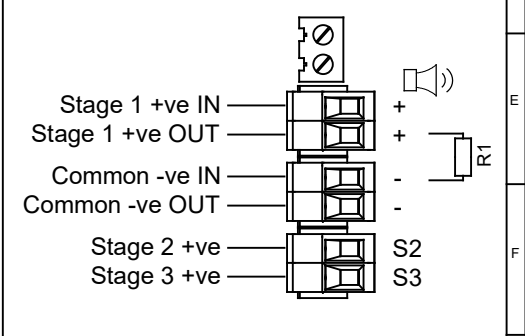 Stage 1 +ve IN +
Stage 1 +ve OUT +
Common -ve IN -
Common -ve OUT -
Stage 2 +ve S2
Stage 3 +ve S3
R1
E
F